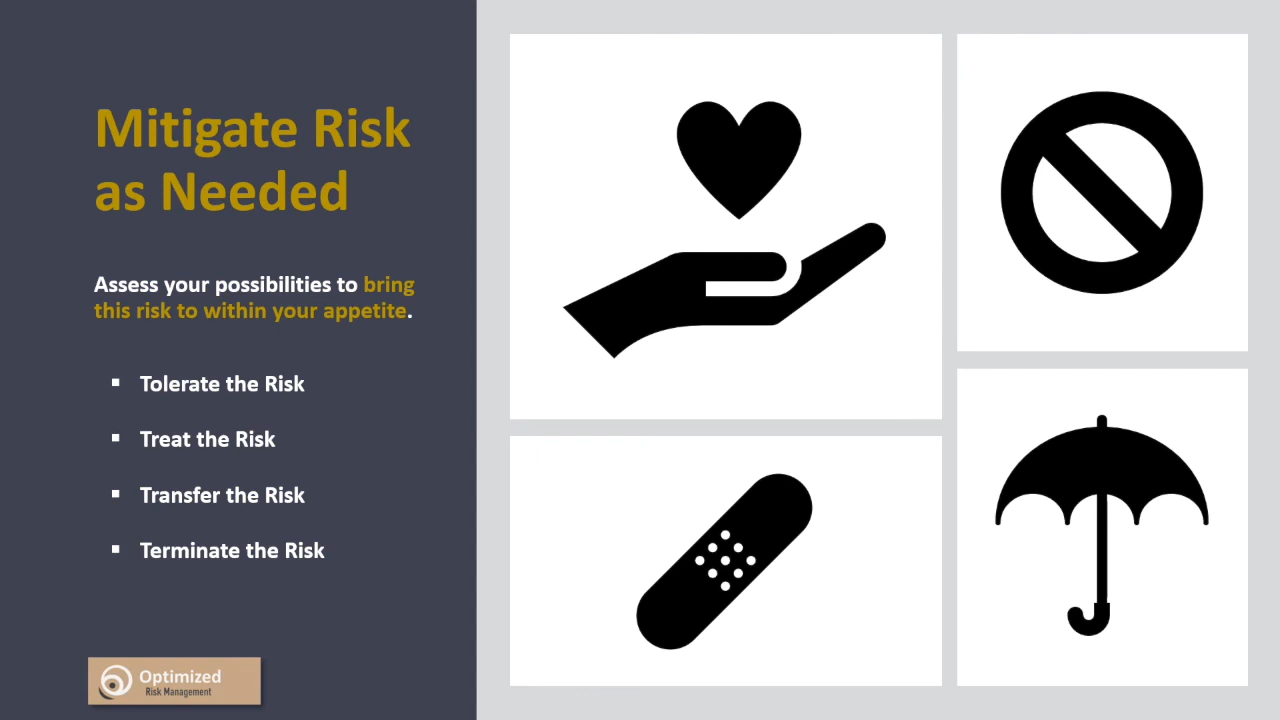 Mitigate Risk
as Needed
Assess your possibilities to bring
this risk to within your appetite.
▪ Tolerate the Risk
▪ Treat the Risk
▪ Transfer the Risk
▪ Terminate the Risk
Optimized
Risk Management